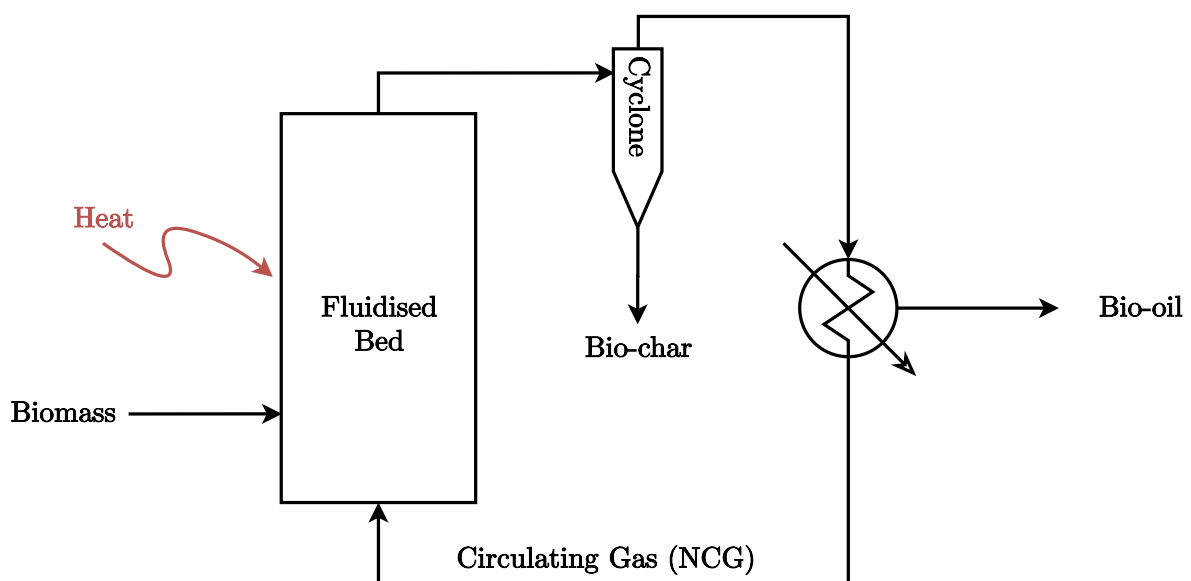 Cyclone
Heat
Fluidised
Bed
Bio-oil
Bio-char
Biomass
Circulating Gas (NCG)